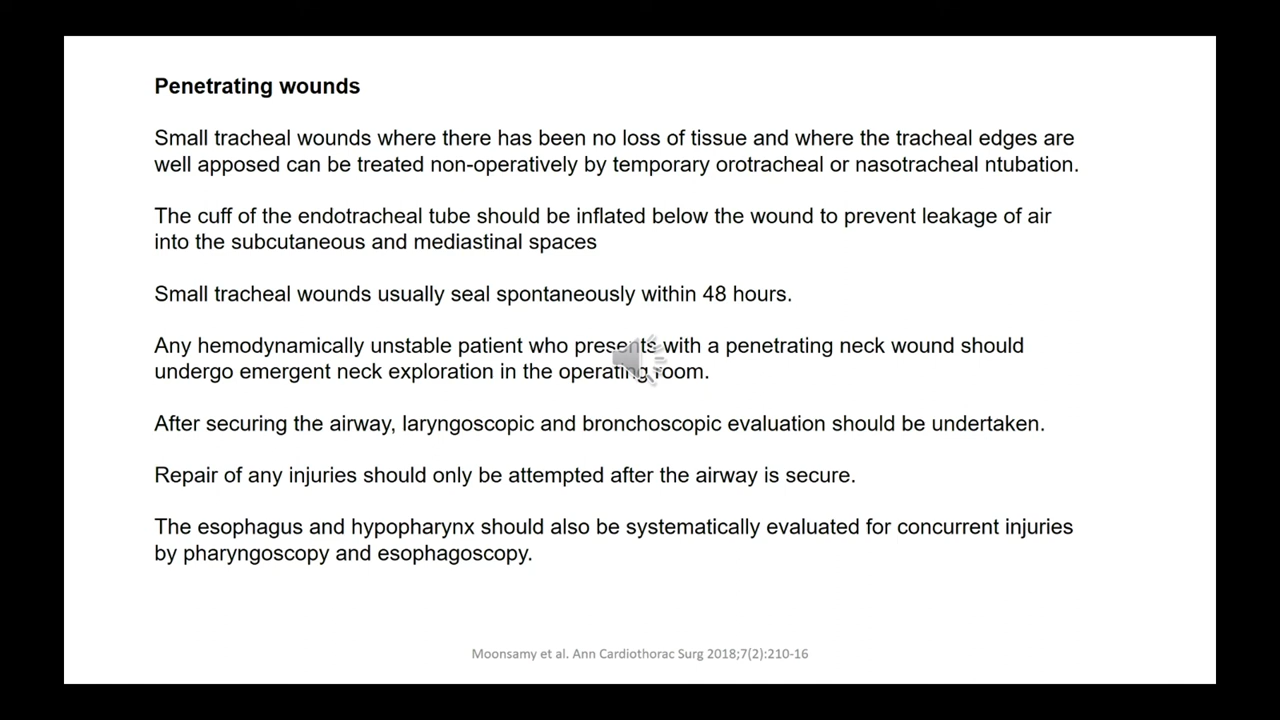 Penetrating wounds
Small tracheal wounds where there has been no loss of tissue and where the tracheal edges are
well apposed can be treated non-operatively by temporary orotracheal or nasotracheal ntubation.
The cuff of the endotracheal tube should be inflated below the wound to prevent leakage of air
into the subcutaneous and mediastinal spaces
Small tracheal wounds usually seal spontaneously within 48 hours.
Any hemodynamically unstable patient who presents with a penetrating neck wound should
undergo emergent neck exploration in the operating room.
After securing the airway, laryngoscopic and bronchoscopic evaluation should be undertaken.
Repair of any injuries should only be attempted after the airway is secure.
The esophagus and hypopharynx should also be systematically evaluated for concurrent injuries
by pharyngoscopy and esophagoscopy.
Moonsamy et al. Ann Cardiothorac Surg 2018;7(2):210-16